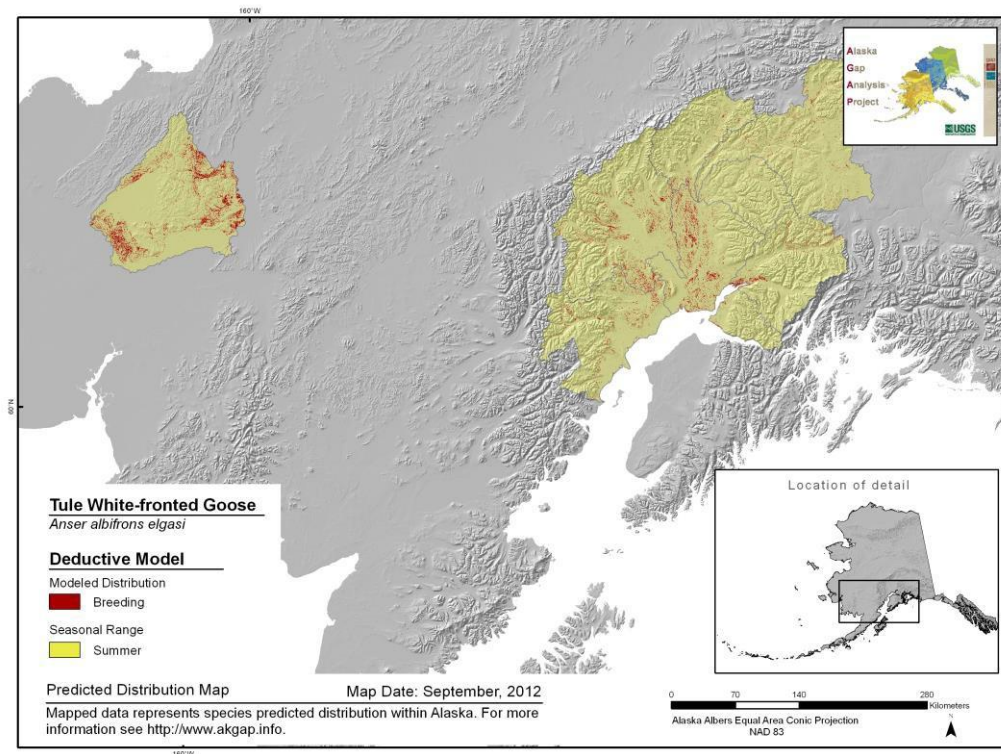 160°W
Alaska
Gap
Analysis
Project
USGS
60°N
Tule White-fronted Goose
Anser albifrons elgasi
Deductive Model
Modeled Distribution
Breeding
Seasonal Range
Summer
Predicted Distribution Map
Map Date: September, 2012
Mapped data represents species predicted distribution within Alaska. For more
information see http://www.akgap.info.
Location of detail
0 70 140 280
Kilometers
Alaska Albers Equal Area Conic Projection
NAD 83
N
160°W